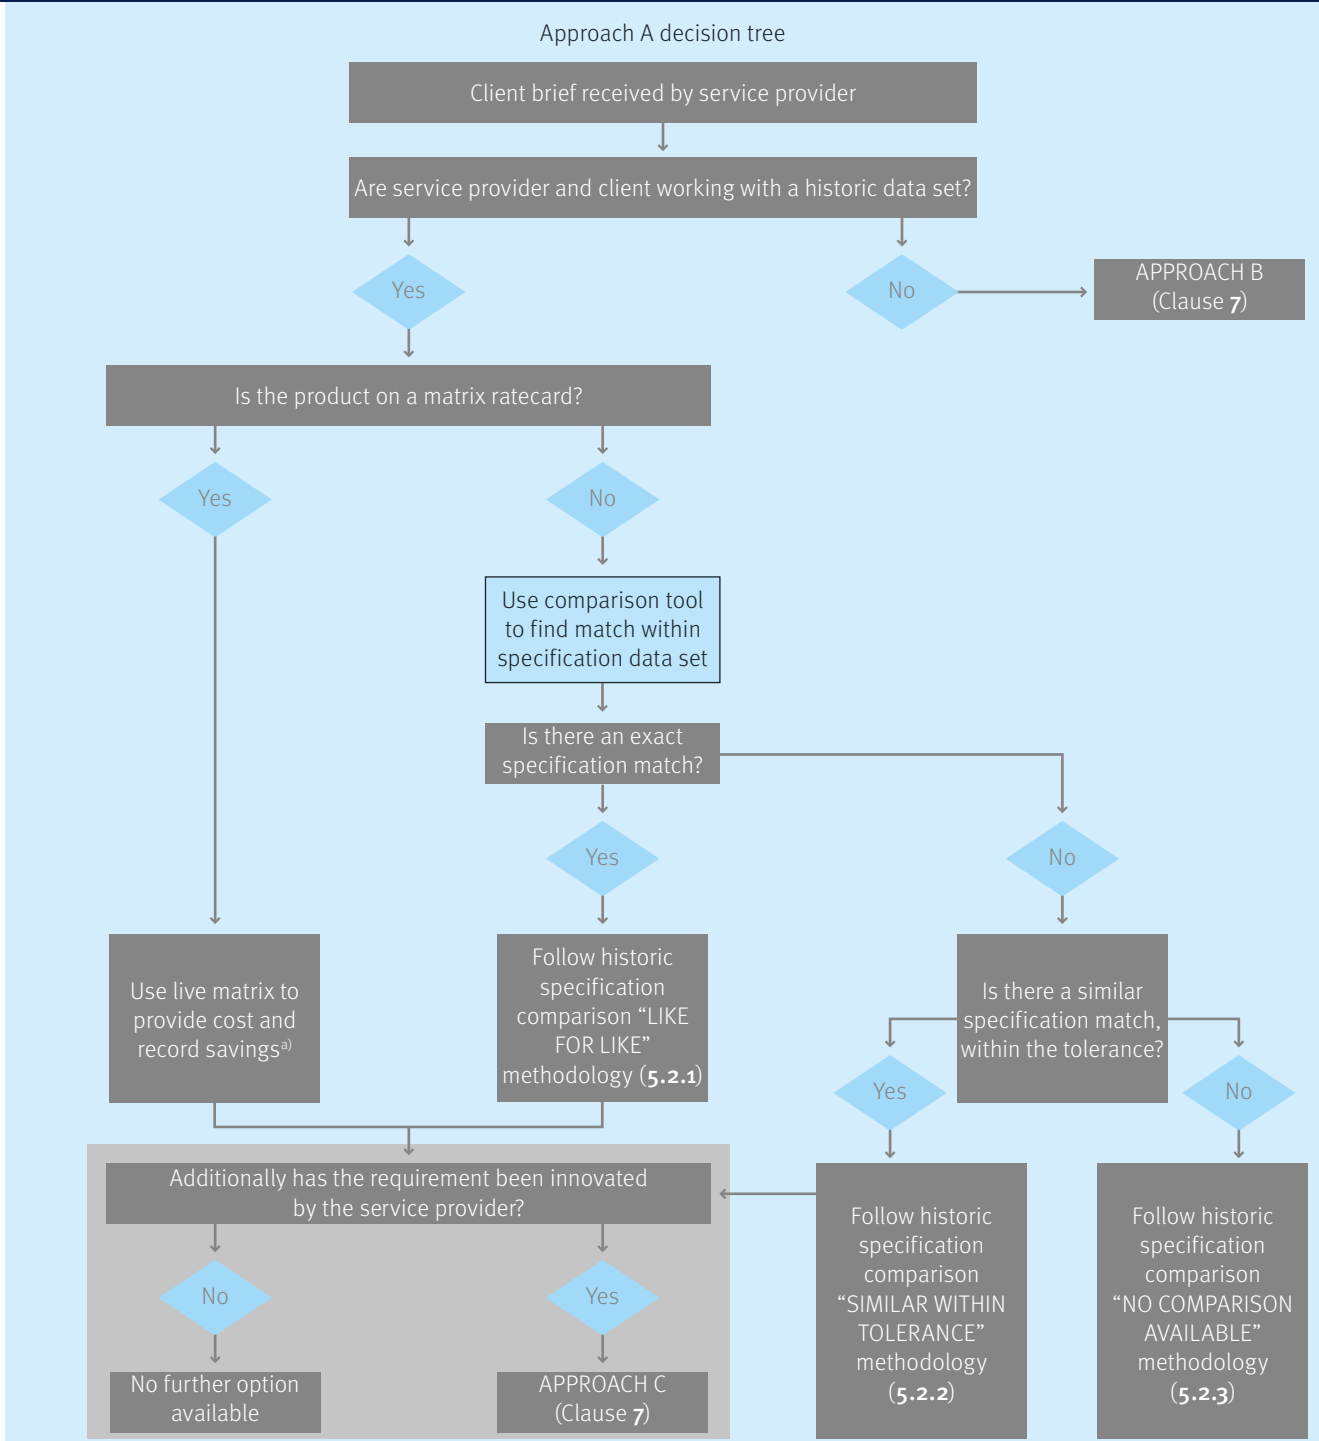 Approach A decision tree
Client brief received by service provider
Are service provider and client working with a historic data set?
Yes
No
APPROACH B
(Clause 7)
Is the product on a matrix ratecard?
Yes
No
Use comparison tool
to find match within
specification data set
Is there an exact
specification match?
Yes
No
Use live matrix to
provide cost and
record savingsa)
Follow historic
specification
comparison “LIKE
FOR LIKE”
methodology (5.2.1)
Is there a similar
specification match,
within the tolerance?
Yes
No
Additionally has the requirement been innovated
by the service provider?
No
Yes
No further option
available
APPROACH C
(Clause 7)
Follow historic
specification
comparison
“SIMILAR WITHIN
TOLERANCE”
methodology
(5.2.2)
Follow historic
specification
comparison
“NO COMPARISON
AVAILABLE”
methodology
(5.2.3)